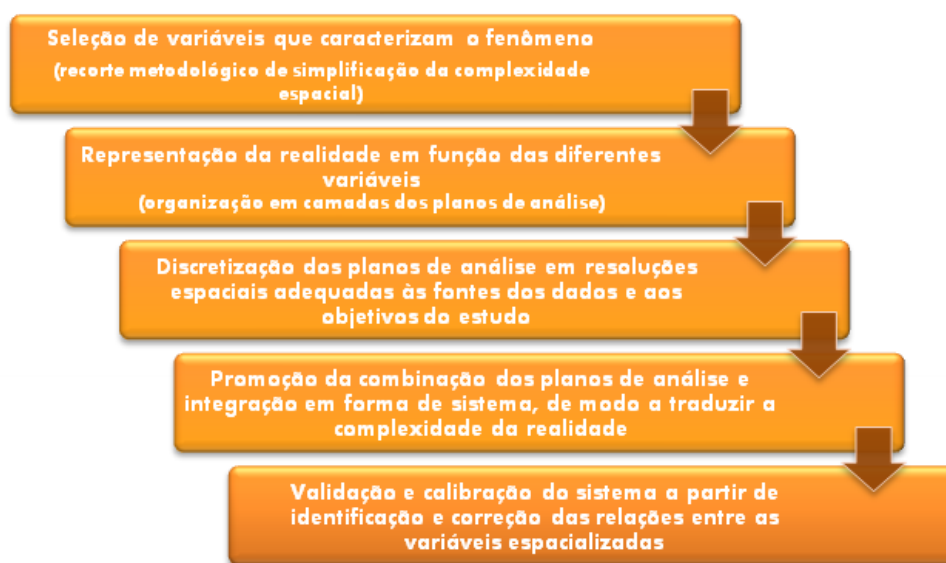 Seleção de variáveis que caracterizam o fenômeno
(recorte metodológico de simplificação da complexidade
espacial)
Representação da realidade em função das diferentes
variáveis
(organização em camadas dos planos de análise)
Discretização dos planos de análise em resoluções
espaciais adequadas às fontes dos dados e aos
objetivos do estudo
Promoção da combinação dos planos de análise e
integração em forma de sistema, de modo a traduzir a
complexidade da realidade
Validação e calibração do sistema a partir de
identificação e correção das relações entre as
variáveis espacializadas